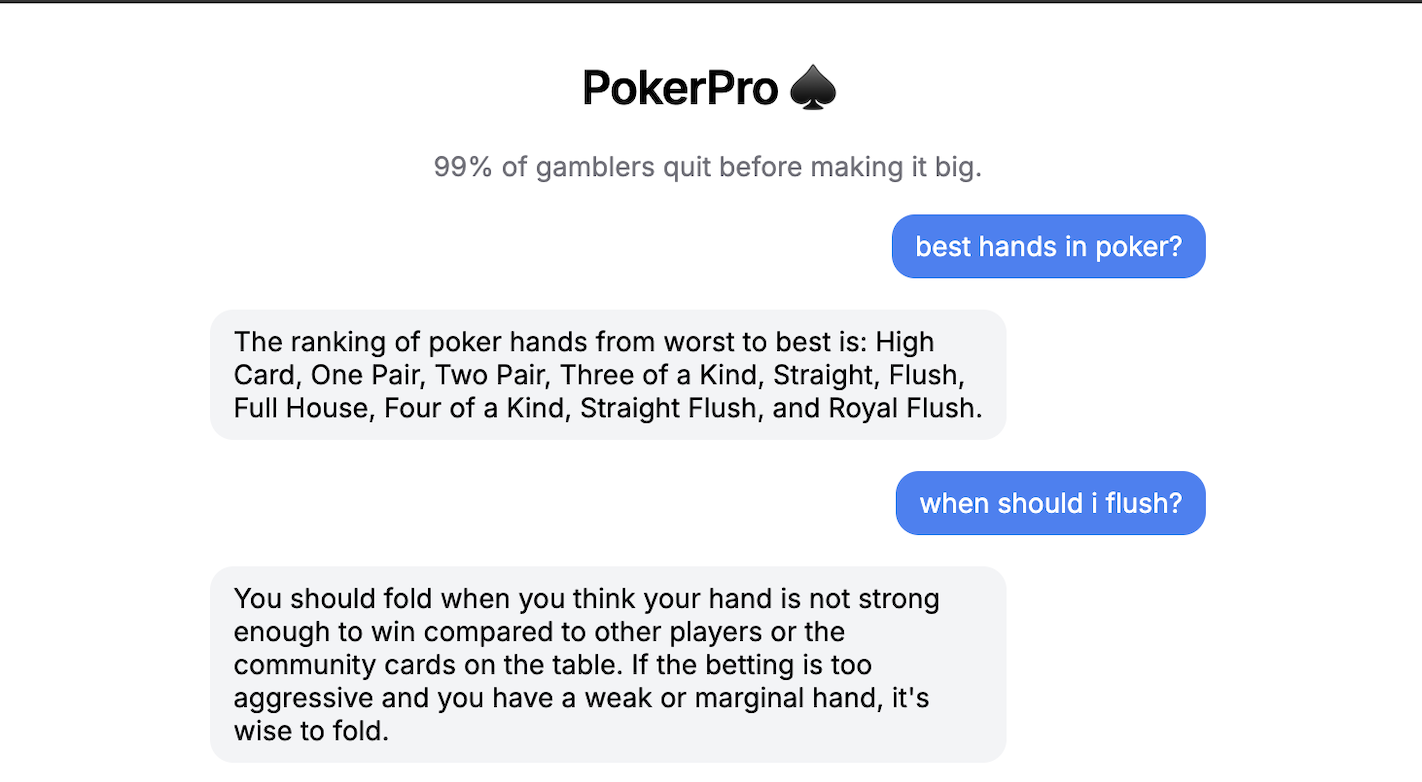 PokerPro ♠
99% of gamblers quit before making it big.
best hands in poker?
The ranking of poker hands from worst to best is: High
Card, One Pair, Two Pair, Three of a Kind, Straight, Flush,
Full House, Four of a Kind, Straight Flush, and Royal Flush.
when should i flush?
You should fold when you think your hand is not strong
enough to win compared to other players or the
community cards on the table. If the betting is too
aggressive and you have a weak or marginal hand, it's
wise to fold.